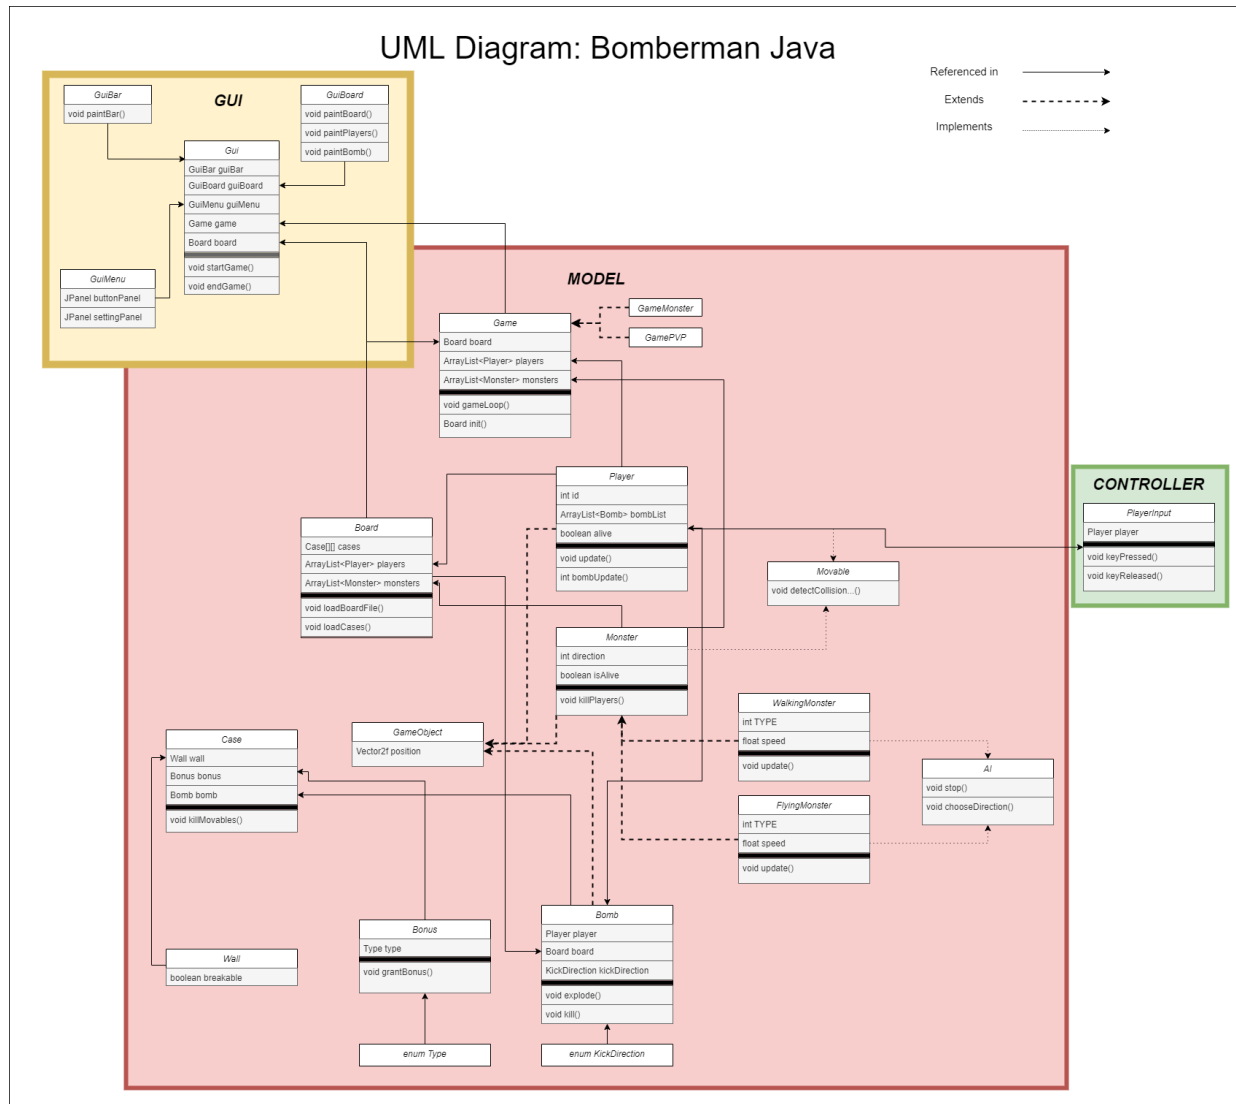 UML Diagram: Bomberman Java
Referenced in
Extends
Implements
GUI
GuiBar
void paintBar()
GuiBoard
void paintBoard()
void paintPlayers()
void paintBomb()
Gui
GuiBar guiBar
GuiBoard guiBoard
GuiMenu guiMenu
Game game
Board board
void startGame()
void endGame()
GuiMenu
JPanel buttonPanel
JPanel settingPanel
MODEL
Game
Board board
ArrayList<Player> players
ArrayList<Monster> monsters
void gameLoop()
Board init()
GameMonster
GamePVP
Player
int id
ArrayList<Bomb> bombList
boolean alive
void update()
int bombUpdate()
Board
Case[][] cases
ArrayList<Player> players
ArrayList<Monster> monsters
void loadBoardFile()
void loadCases()
Movable
void detectCollision...()
CONTROLLER
PlayerInput
Player player
void keyPressed()
void keyReleased()
Monster
int direction
boolean isAlive
void killPlayers()
GameObject
Vector2f position
WalkingMonster
int TYPE
float speed
void update()
AI
void stop()
void chooseDirection()
FlyingMonster
int TYPE
float speed
void update()
Case
Wall wall
Bonus bonus
Bomb bomb
void killMovables()
Wall
boolean breakable
Bonus
Type type
void grantBonus()
Bomb
Player player
Board board
KickDirection kickDirection
void explode()
void kill()
enum Type
enum KickDirection